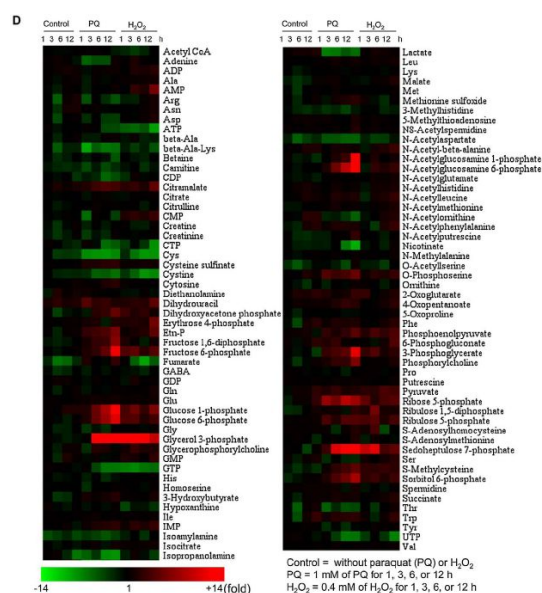 D
Control PQ H₂O₂
1 3 6 12 1 3 6 12 1 3 6 12 h
Acetyl CoA
Adenine
ADP
Ala
AMP
Arg
Asn
Asp
ATP
beta-Ala
beta-Ala-Lys
Betaine
Carnitine
CDP
Citramalate
Citrate
Citrulline
CMP
Creatine
Creatinine
CTP
Cys
Cysteine sulfinate
Cystine
Cytosine
Diethanolamine
Dihydrouracil
Dihydroxyacetone phosphate
Erythrose 4-phosphate
Etn-P
Fructose 1,6-diphosphate
Fructose 6-phosphate
Fumarate
GABA
GDP
Gln
Glu
Glucose 1-phosphate
Glucose 6-phosphate
Gly
Glycerol 3-phosphate
Glycerophosphorylcholine
GMP
GTP
His
Homoserine
3-Hydroxybutyrate
Hypoxanthine
Ile
IMP
Isoamylamine
Isocitrate
Isopropanolamine
-14 1 +14(fold)
Control PQ H₂O₂
1 3 6 12 1 3 6 12 1 3 6 12 h
Lactate
Leu
Lys
Malate
Met
Methionine sulfoxide
3-Methylhistidine
5-Methylthioadenosine
N8-Acetylspermidine
N-Acetylaspartate
N-Acetyl-beta-alanine
N-Acetylglucosamine 1-phosphate
N-Acetylglucosamine 6-phosphate
N-Acetylglutamate
N-Acetylhistidine
N-Acetylleucine
N-Acetylmethionine
N-Acetylornithine
N-Acetylphenylalanine
N-Acetylputrescine
Nicotinate
N-Methylalanine
O-Acetylserine
O-Phosphoserine
Ornithine
2-Oxoglutarate
4-Oxopentanoate
5-Oxoproline
Phe
Phosphoenolpyruvate
6-Phosphogluconate
3-Phosphoglycerate
Phosphorylcholine
Pro
Putrescine
Pyruvate
Ribose 5-phosphate
Ribulose 1,5-diphosphate
Ribulose 5-phosphate
S-Adenosylhomocysteine
S-Adenosylmethionine
Sedoheptulose 7-phosphate
Ser
S-Methylcysteine
Sorbitol 6-phosphate
Spermidine
Succinate
Thr
Trp
Tyr
UTP
Val
Control = without paraquat (PQ) or H₂O₂
PQ = 1 mM of PQ for 1, 3, 6, or 12 h
H₂O₂ = 0.4 mM of H₂O₂ for 1, 3, 6, or 12 h